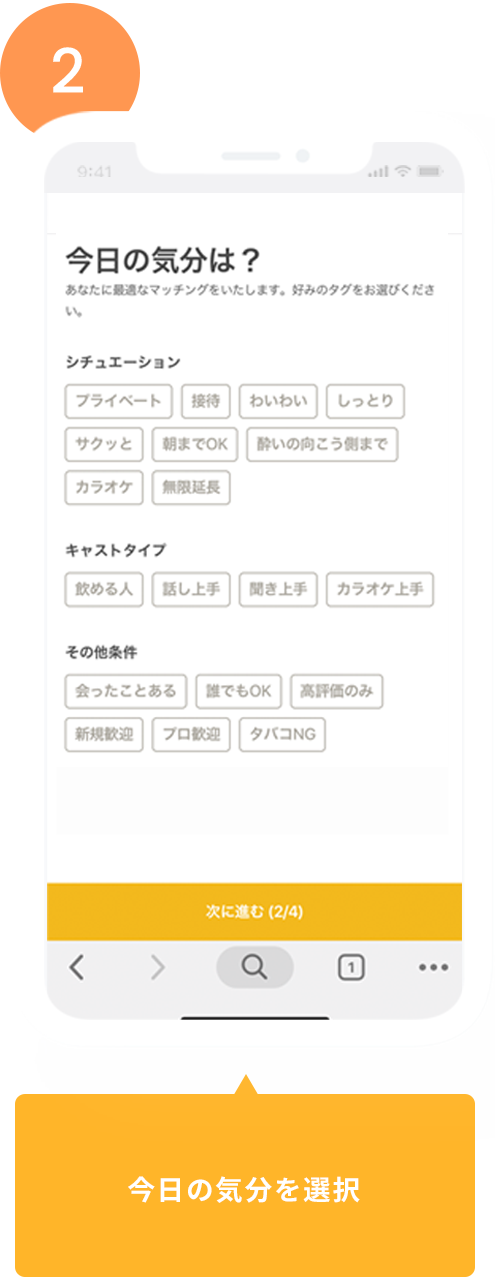 2
9:41
今日の気分は？
あなたに最適なマッチングをいたします。好みのタグをお選びくださ
い。
シチュエーション
プライベート 接待 わいわい しっとり
サクッと 朝までOK 酔いの向こう側まで
カラオケ 無限延長
キャストタイプ
飲める人 話し上手 聞き上手 カラオケ上手
その他条件
会ったことある 誰でもOK 高評価のみ
新規歓迎 プロ歓迎 タバコNG
次に進む (2/4)
1
今日の気分を選択